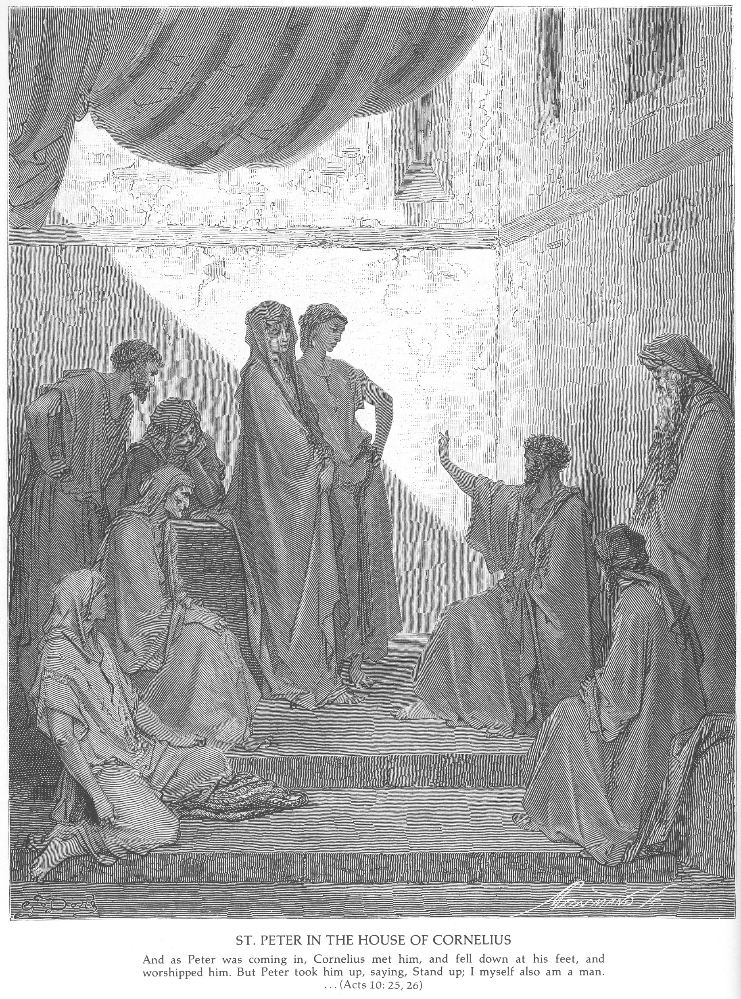 Gve Doré
ST. PETER IN THE HOUSE OF CORNELIUS
And as Peter was coming in, Cornelius met him, and fell down at his feet, and
worshipped him. But Peter took him up, saying, Stand up; I myself also am a man.
...(Acts 10: 25, 26)